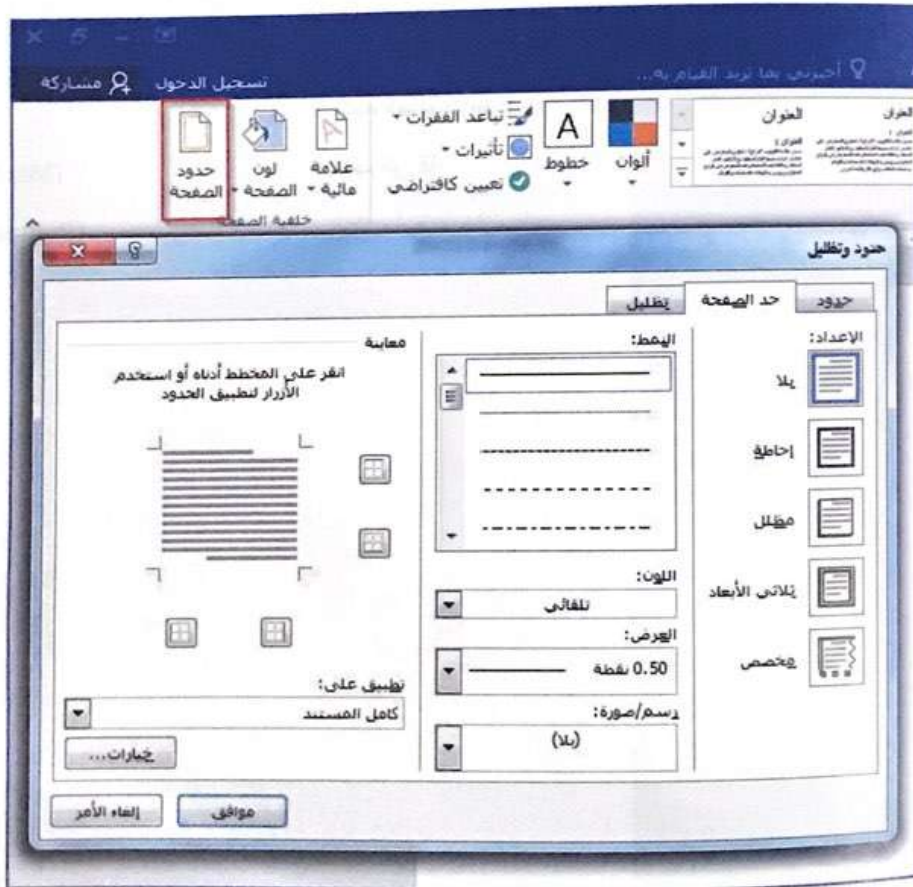 أخبرني بما تريد القيام به...
تسجيل الدخول
مشاركة
العنوان
العنوان
ألوان
خطوط
تباعد الفقرات
تأثيرات
تعيين كافتراضي
علامة مائية
لون الصفحة
حدود الصفحة
خلفية الصفحة
حدود وتظليل
حدود
حد الصفحة
تظليل
الإعداد:
بلا
إحاطة
مظلل
ثلاثي الأبعاد
مخصص
النمط:
اللون:
تلقائي
العرض:
0.50 نقطة
رسم/صورة:
(بلا)
معاينة
انقر على المخطط أدناه أو استخدم
الأزرار لتطبيق الحدود
تطبيق على:
كامل المستند
خيارات...
موافق
إلغاء الأمر